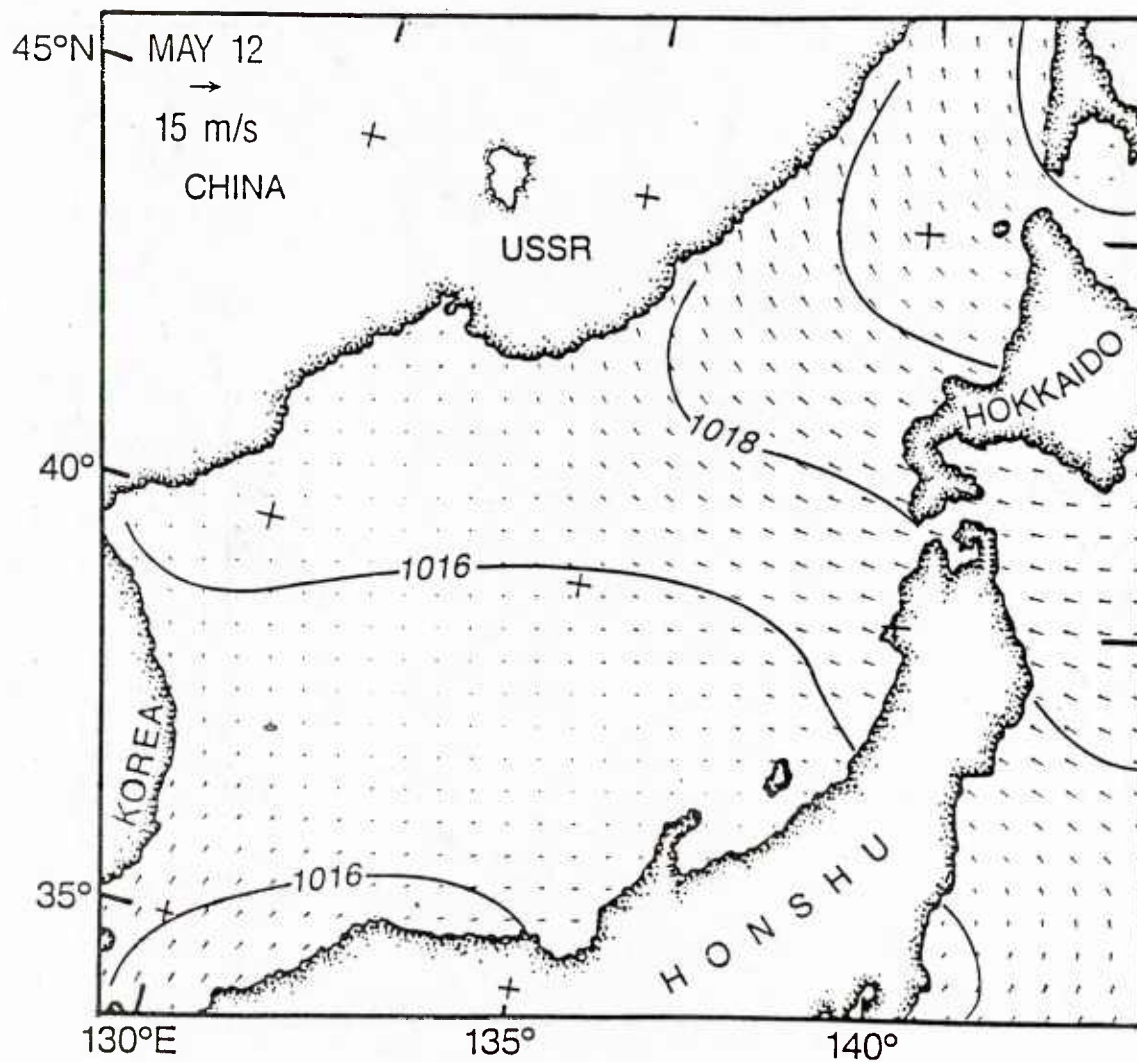 45°N
MAY 12
15 m/s
CHINA
USSR
HOKKAIDO
1018
40°
1016
KOREA
1016
35°
HONSHU
130°E
135°
140°